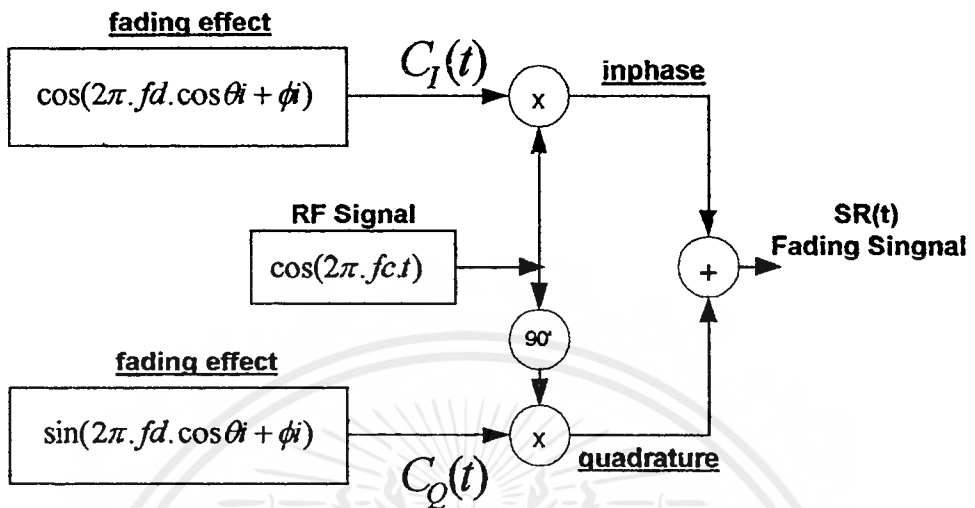 fading effect
cos(2π.fd.cosθi + ϕi)
C_I(t)
x
inphase
RF Signal
cos(2π.fc.t)
90°
SR(t)
Fading Singnal
+
fading effect
sin(2π.fd.cosθi + ϕi)
C_Q(t)
x
quadrature